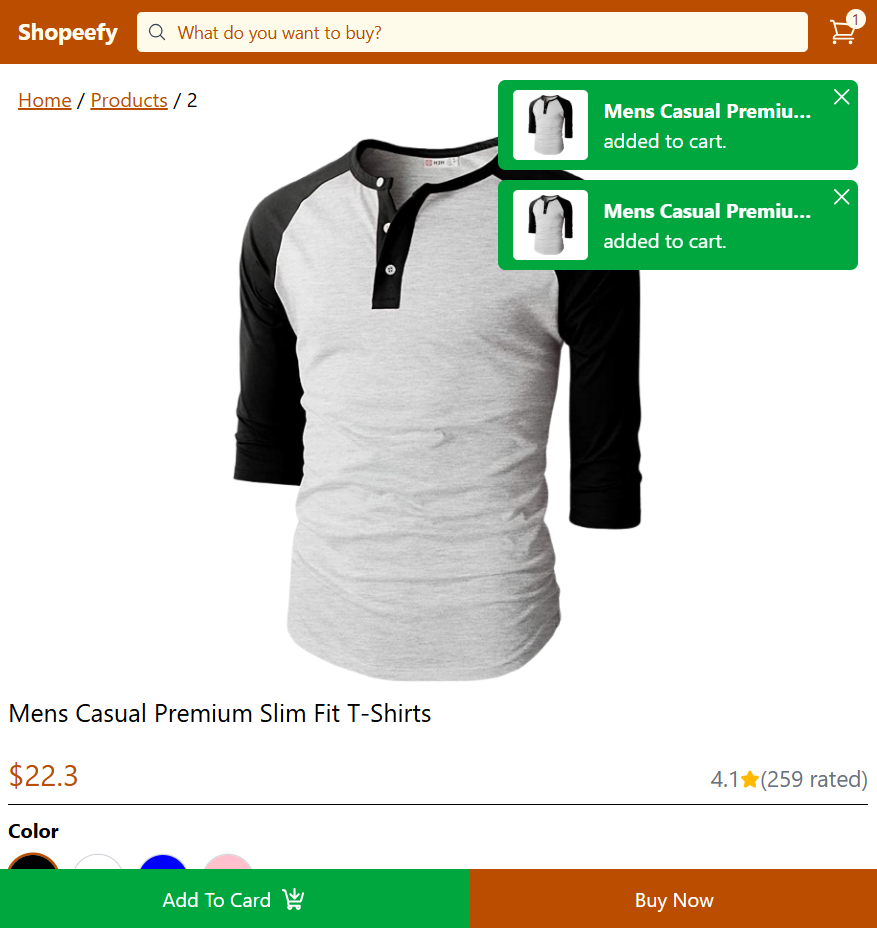 Shopeefy
What do you want to buy?
1
Home / Products / 2
Mens Casual Premiu...
added to cart.
Mens Casual Premiu...
added to cart.
Mens Casual Premium Slim Fit T-Shirts
$22.3
4.1 (259 rated)
Color
Add To Card
Buy Now